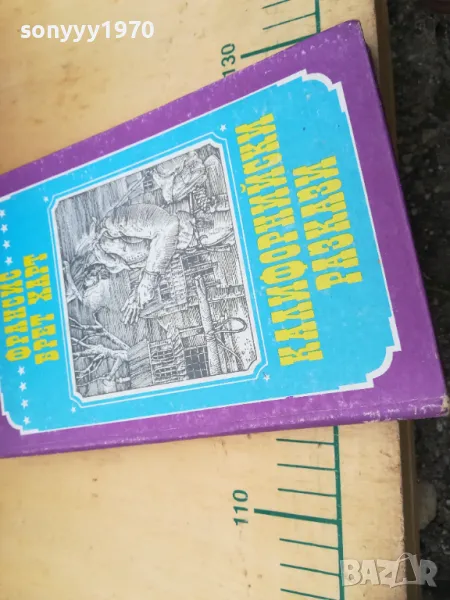 sonyyy1970
130
ФРАНСИС
БРЕТ ХАРТ
КАЛИФОРНИЙСКИ
РАЗКАЗИ
110
BAZAR